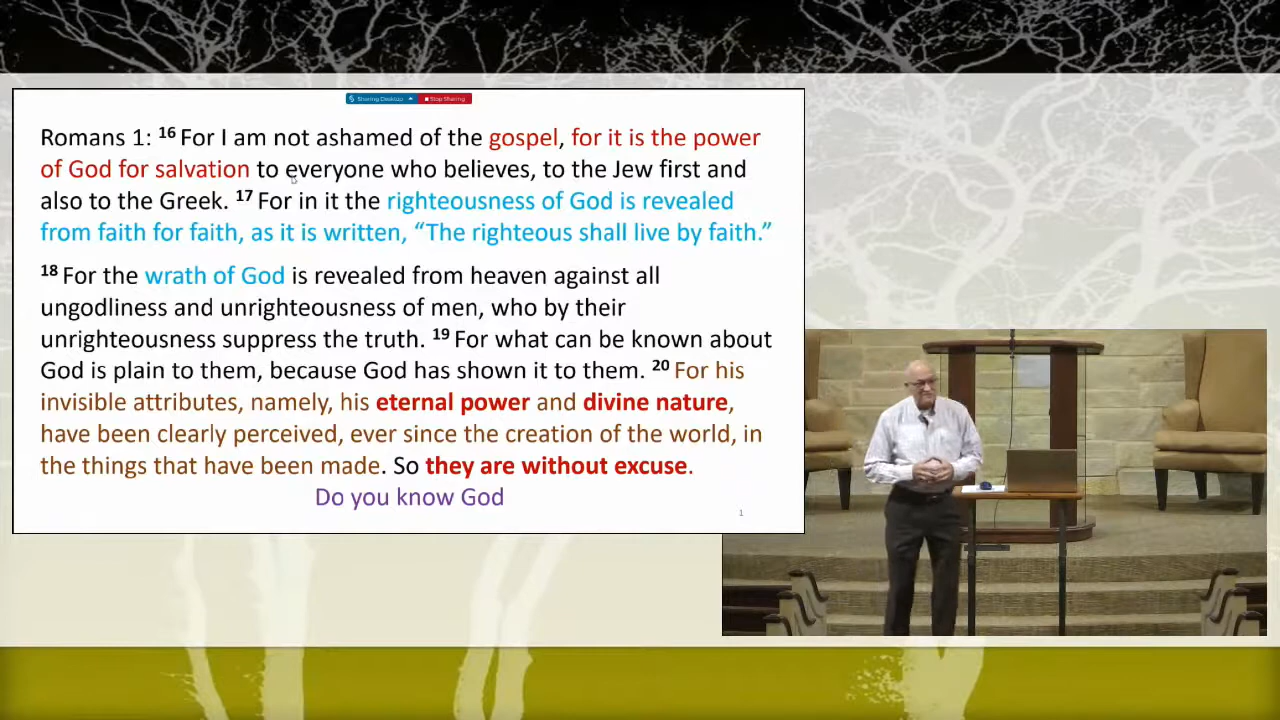 Sharing Desktop Stop Sharing
Romans 1: 16 For I am not ashamed of the gospel, for it is the power
of God for salvation to everyone who believes, to the Jew first and
also to the Greek. 17 For in it the righteousness of God is revealed
from faith for faith, as it is written, “The righteous shall live by faith.”
18 For the wrath of God is revealed from heaven against all
ungodliness and unrighteousness of men, who by their
unrighteousness suppress the truth. 19 For what can be known about
God is plain to them, because God has shown it to them. 20 For his
invisible attributes, namely, his eternal power and divine nature,
have been clearly perceived, ever since the creation of the world, in
the things that have been made. So they are without excuse.
Do you know God
1